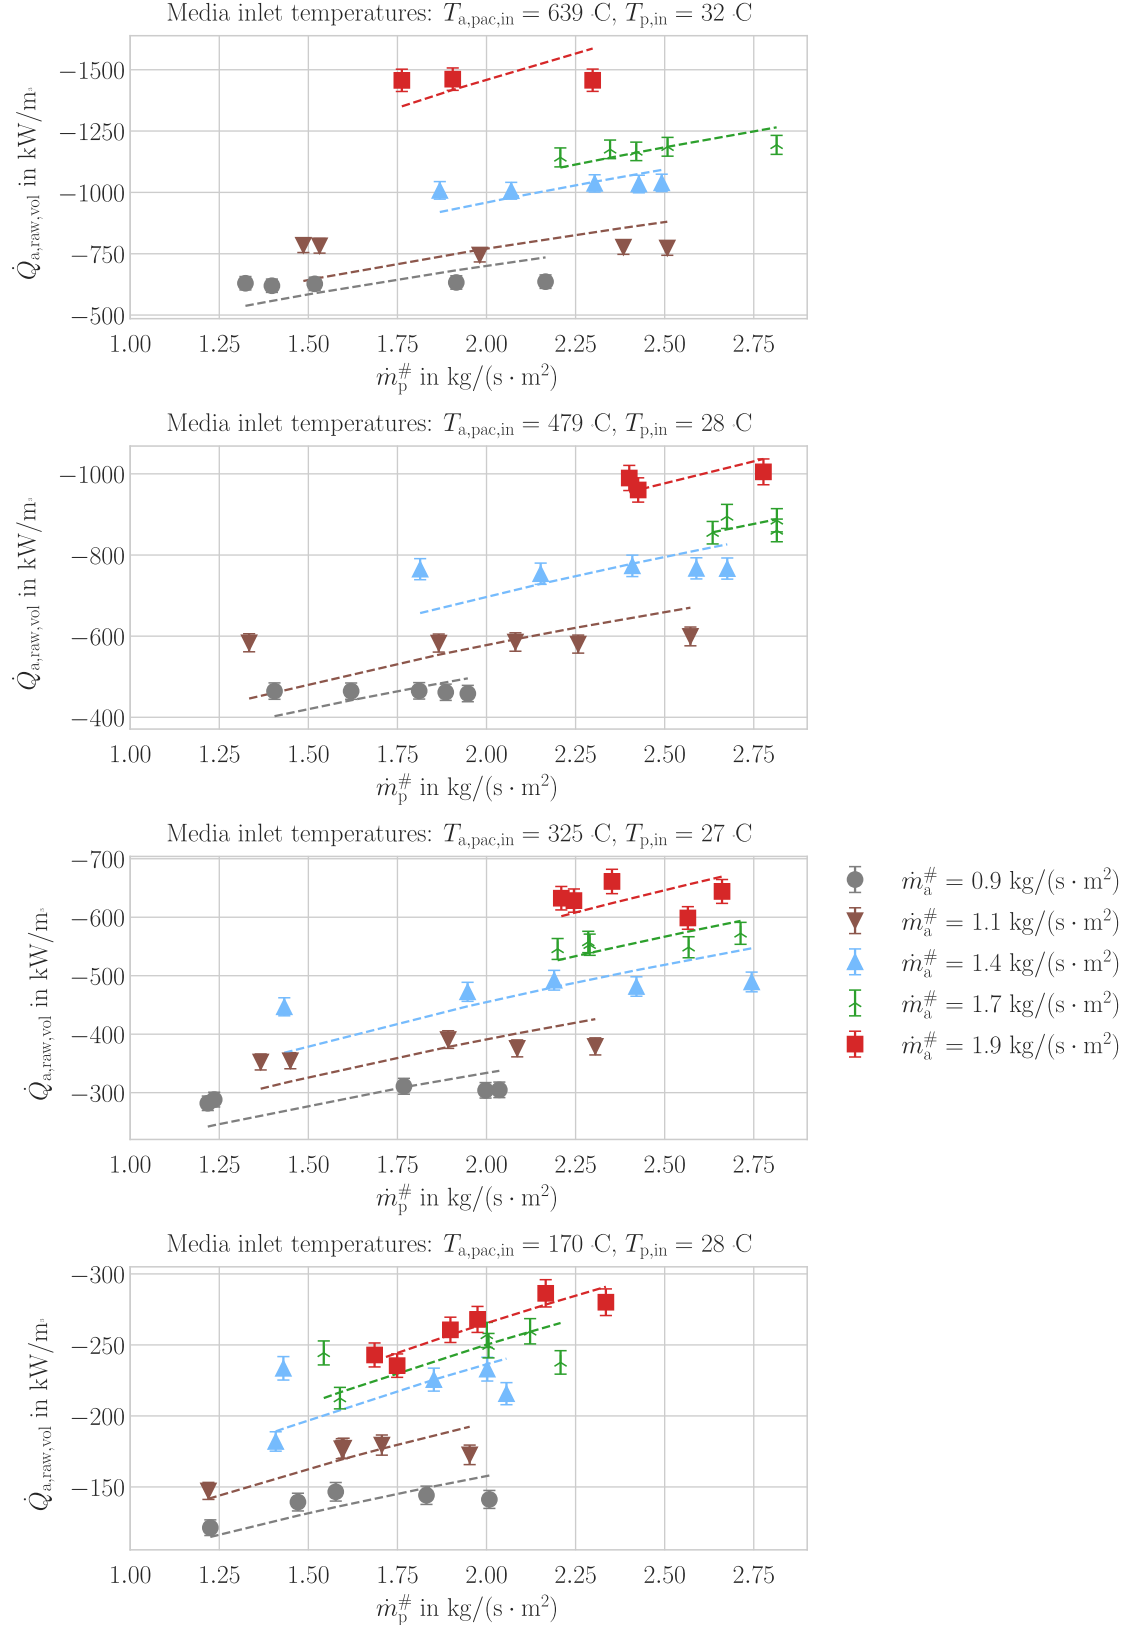 Media inlet temperatures: T_a,pac,in = 639 °C, T_p,in = 32 °C
−1500
−1250
−1000
−750
−500
Q̇_a,raw,vol in kW/m³
1.00 1.25 1.50 1.75 2.00 2.25 2.50 2.75
ṁ_p^# in kg/(s · m²)
Media inlet temperatures: T_a,pac,in = 479 °C, T_p,in = 28 °C
−1000
−800
−600
−400
Q̇_a,raw,vol in kW/m³
1.00 1.25 1.50 1.75 2.00 2.25 2.50 2.75
ṁ_p^# in kg/(s · m²)
Media inlet temperatures: T_a,pac,in = 325 °C, T_p,in = 27 °C
−700
−600
−500
−400
−300
Q̇_a,raw,vol in kW/m³
1.00 1.25 1.50 1.75 2.00 2.25 2.50 2.75
ṁ_p^# in kg/(s · m²)
ṁ_a^# = 0.9 kg/(s · m²)
ṁ_a^# = 1.1 kg/(s · m²)
ṁ_a^# = 1.4 kg/(s · m²)
ṁ_a^# = 1.7 kg/(s · m²)
ṁ_a^# = 1.9 kg/(s · m²)
Media inlet temperatures: T_a,pac,in = 170 °C, T_p,in = 28 °C
−300
−250
−200
−150
Q̇_a,raw,vol in kW/m³
1.00 1.25 1.50 1.75 2.00 2.25 2.50 2.75
ṁ_p^# in kg/(s · m²)